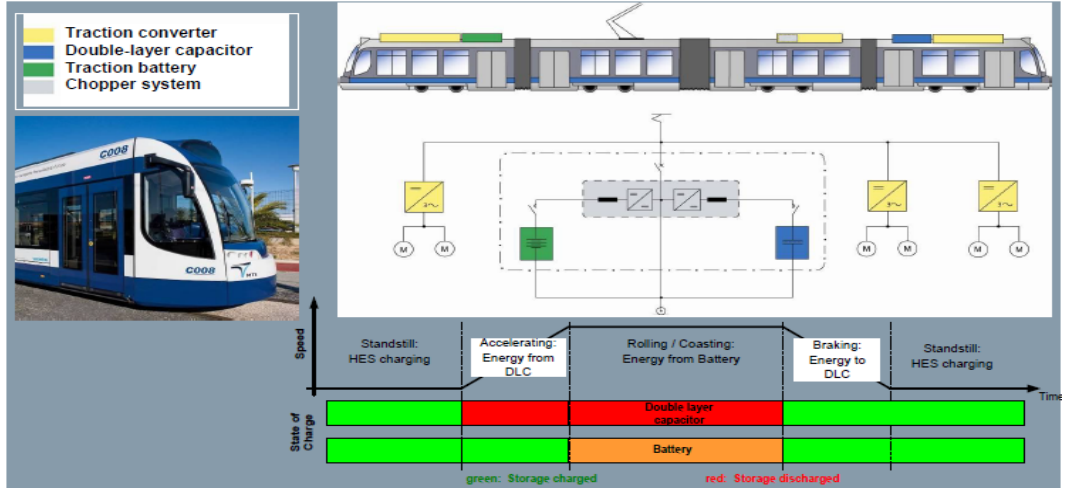 Traction converter
Double-layer capacitor
Traction battery
Chopper system
C008
C008
MTS
M M
M M
M M
Speed
Standstill:
HES charging
Accelerating:
Energy from
DLC
Rolling / Coasting:
Energy from Battery
Braking:
Energy to
DLC
Standstill:
HES charging
Time
State of
Charge
Double layer
capacitor
Battery
green: Storage charged
red: Storage discharged